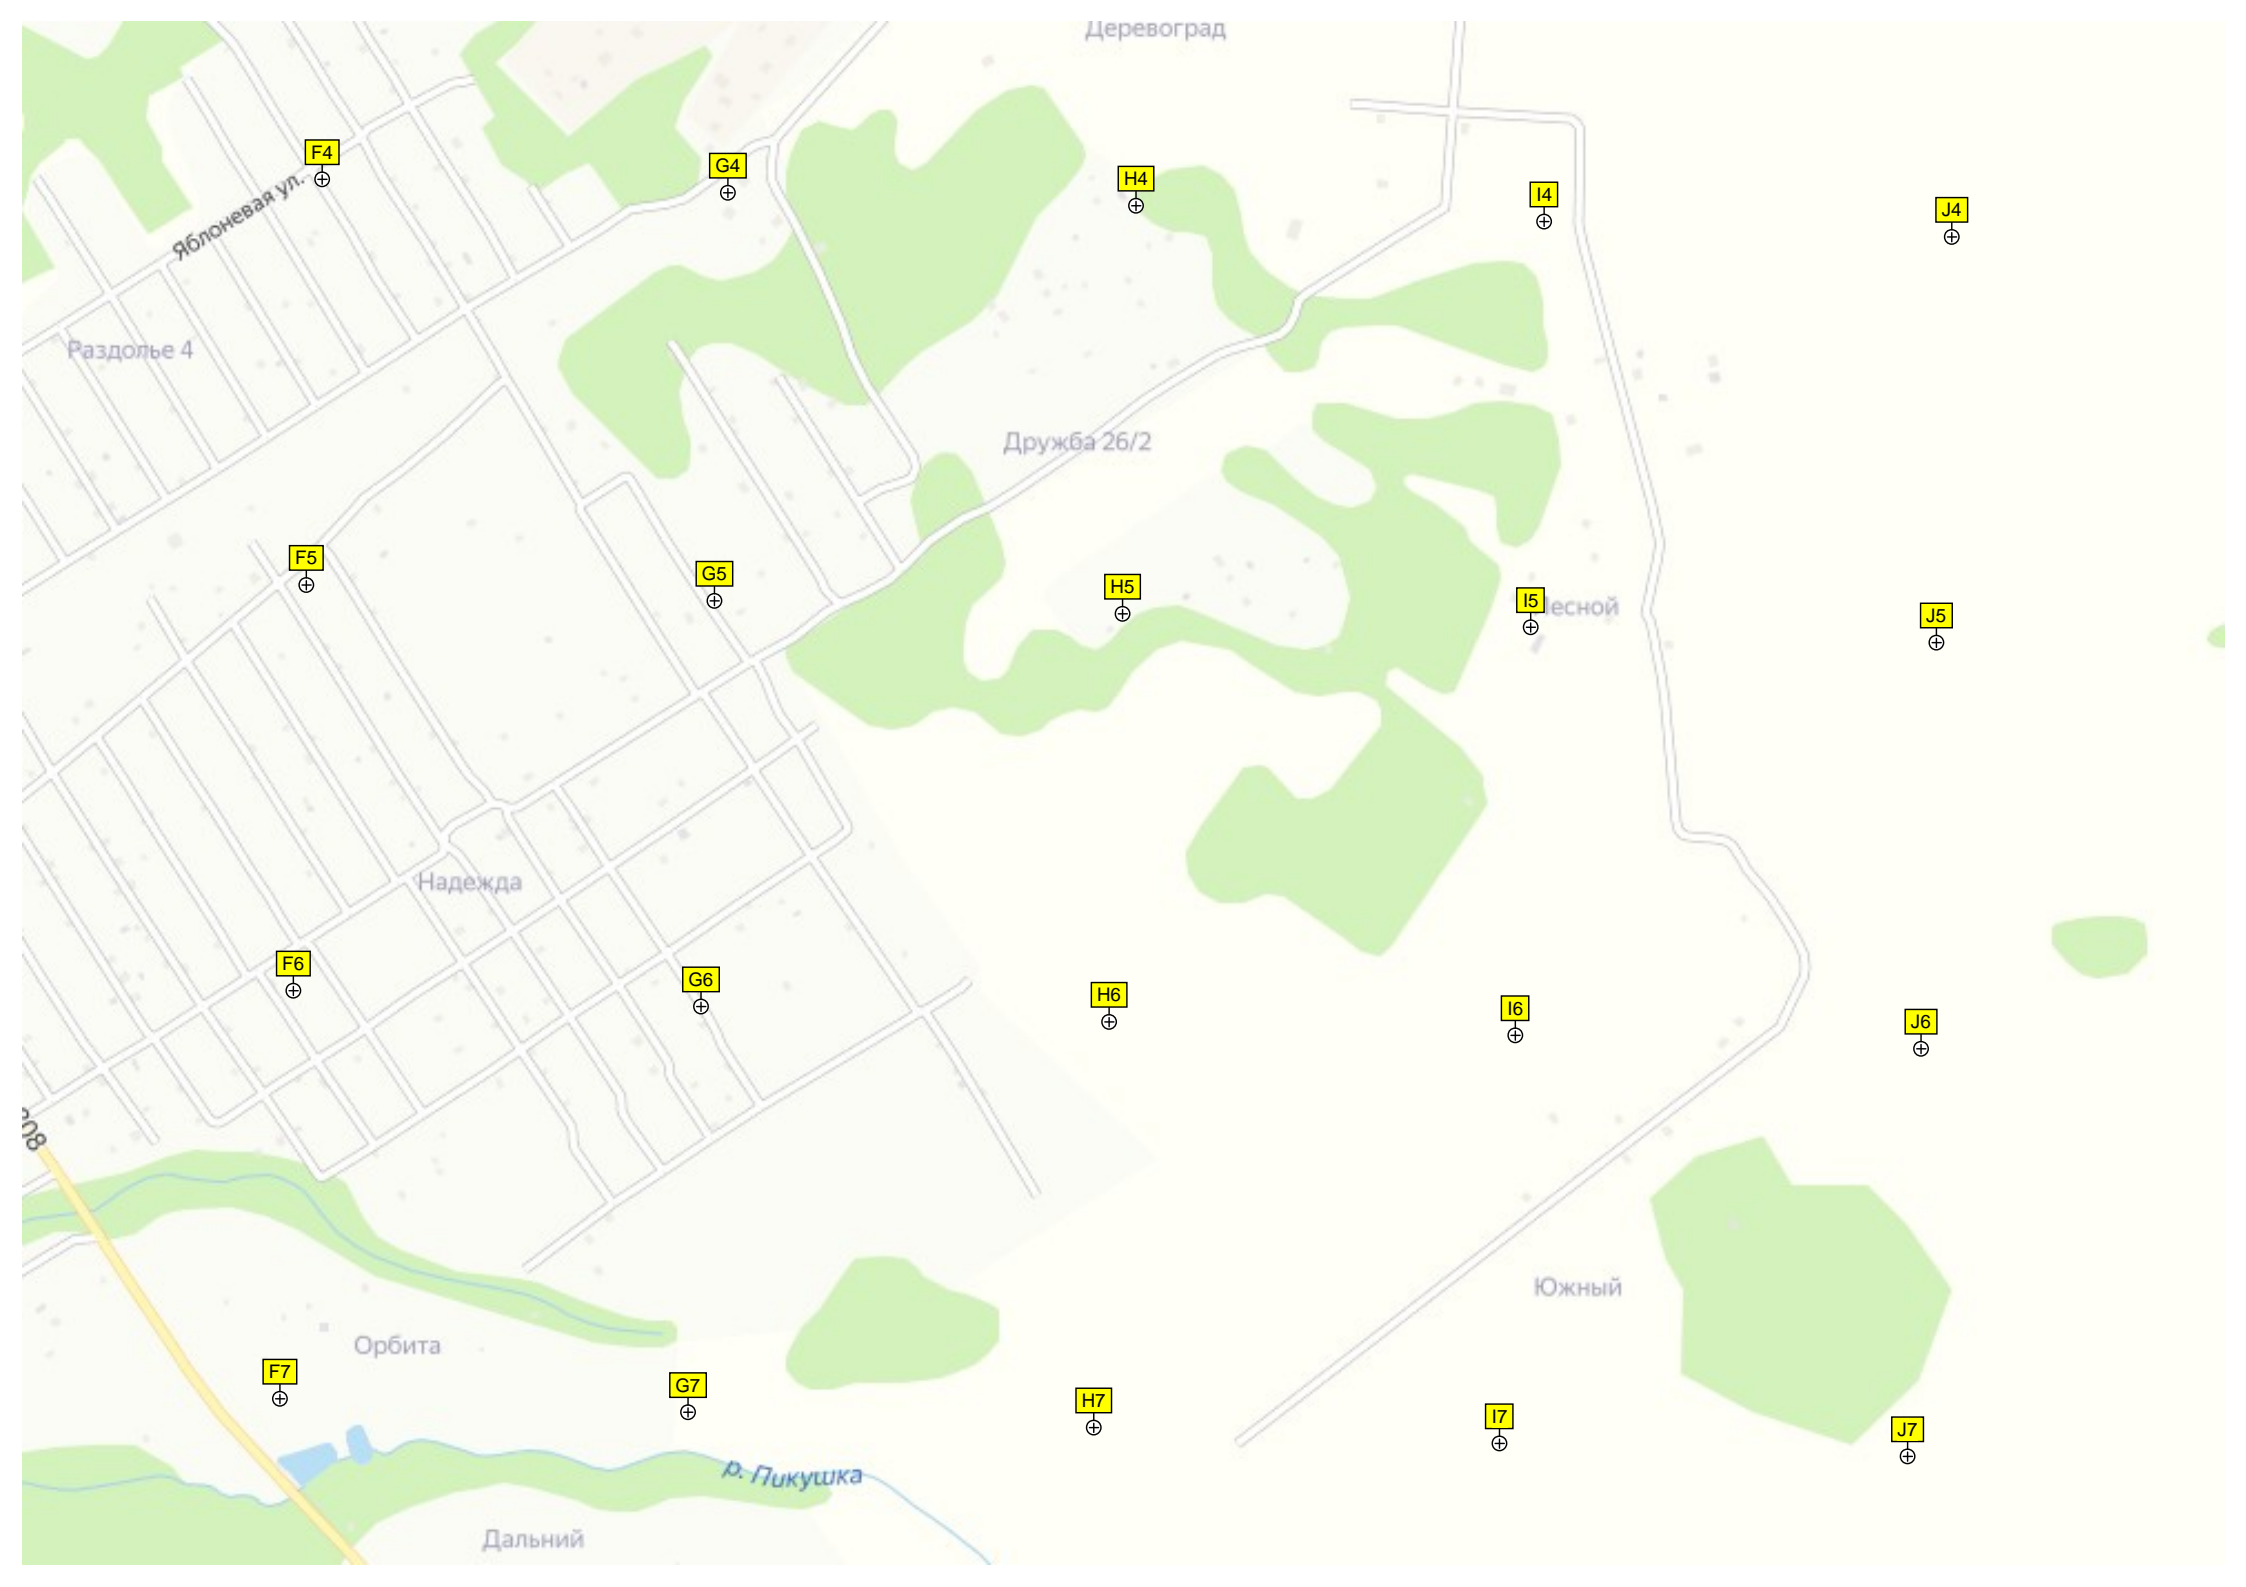 Деревоград
F4
G4
H4
I4
J4
Яблоневая ул.
Раздолье 4
Дружба 26/2
F5
G5
H5
I5
есной
J5
Надежда
F6
G6
H6
I6
J6
Южный
Орбита
F7
G7
H7
I7
J7
р. Пикушка
Дальний